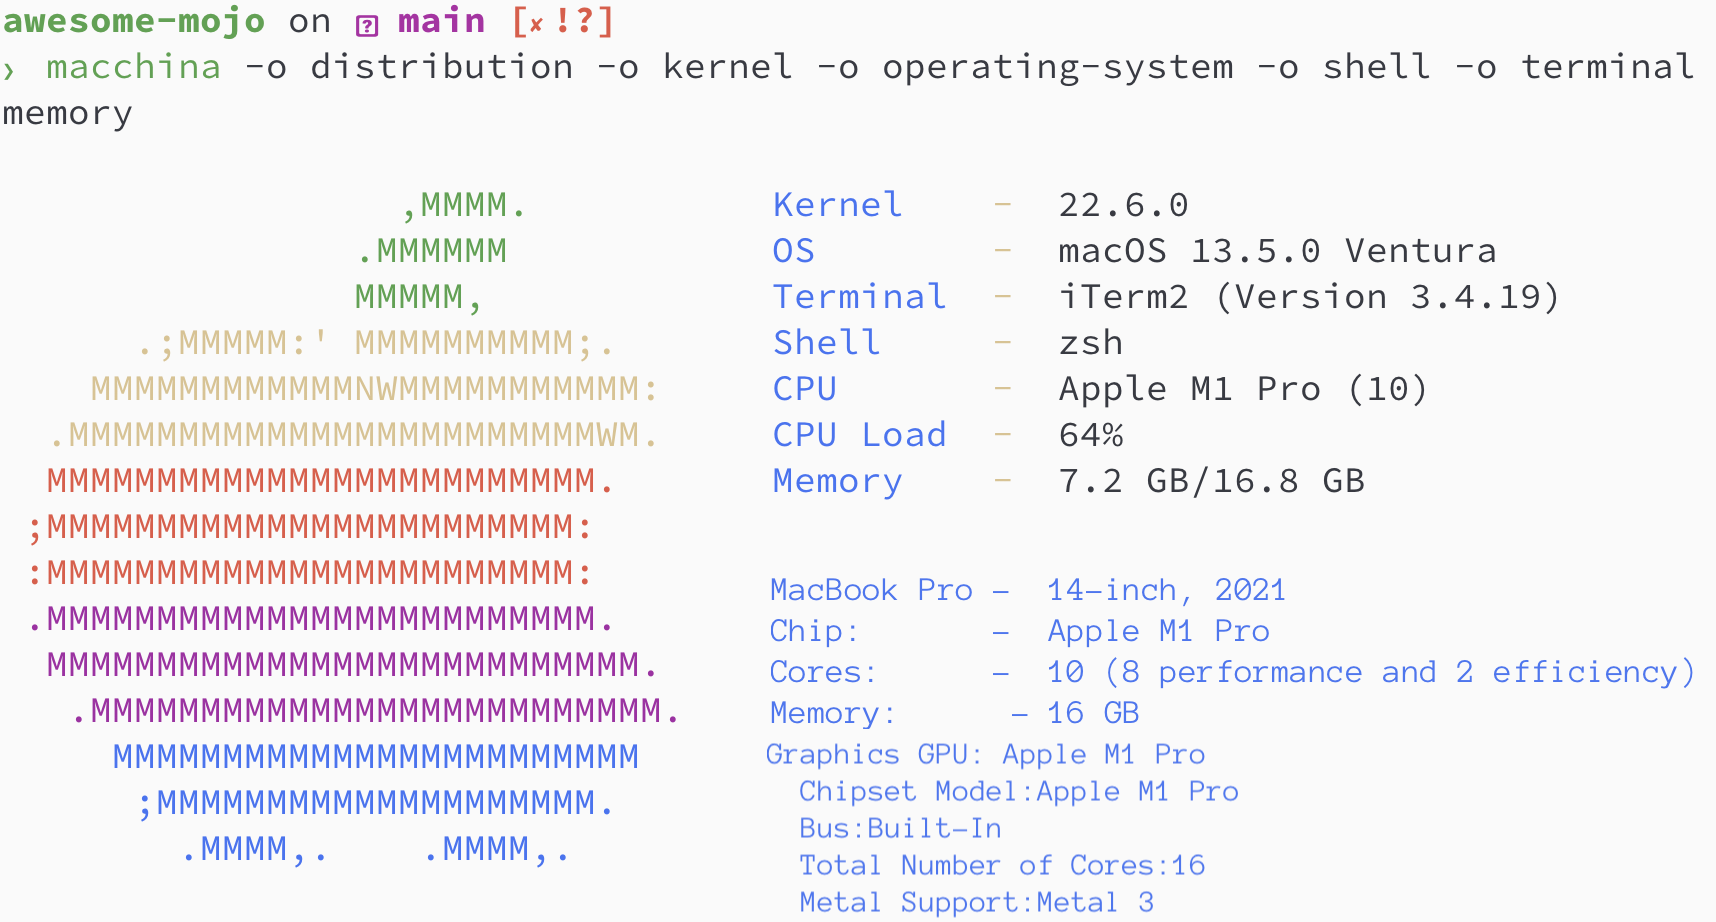 awesome-mojo on main [✘!?]
› macchina -o distribution -o kernel -o operating-system -o shell -o terminal
memory
,MMMM.
.MMMMMM
MMMMM,
.;MMMMM:' MMMMMMMMMM;.
MMMMMMMMMMMMNWMMMMMMMMMMM:
.MMMMMMMMMMMMMMMMMMMMMMMMWM.
MMMMMMMMMMMMMMMMMMMMMMMMM.
;MMMMMMMMMMMMMMMMMMMMMMMM:
:MMMMMMMMMMMMMMMMMMMMMMMM:
.MMMMMMMMMMMMMMMMMMMMMMMMM.
MMMMMMMMMMMMMMMMMMMMMMMMMMM.
.MMMMMMMMMMMMMMMMMMMMMMMMMM.
MMMMMMMMMMMMMMMMMMMMMMMM
;MMMMMMMMMMMMMMMMMMMM.
.MMMM,. .MMMM,.
Kernel - 22.6.0
OS - macOS 13.5.0 Ventura
Terminal - iTerm2 (Version 3.4.19)
Shell - zsh
CPU - Apple M1 Pro (10)
CPU Load - 64%
Memory - 7.2 GB/16.8 GB
MacBook Pro - 14-inch, 2021
Chip: - Apple M1 Pro
Cores: - 10 (8 performance and 2 efficiency)
Memory: - 16 GB
Graphics GPU: Apple M1 Pro
Chipset Model:Apple M1 Pro
Bus:Built-In
Total Number of Cores:16
Metal Support:Metal 3